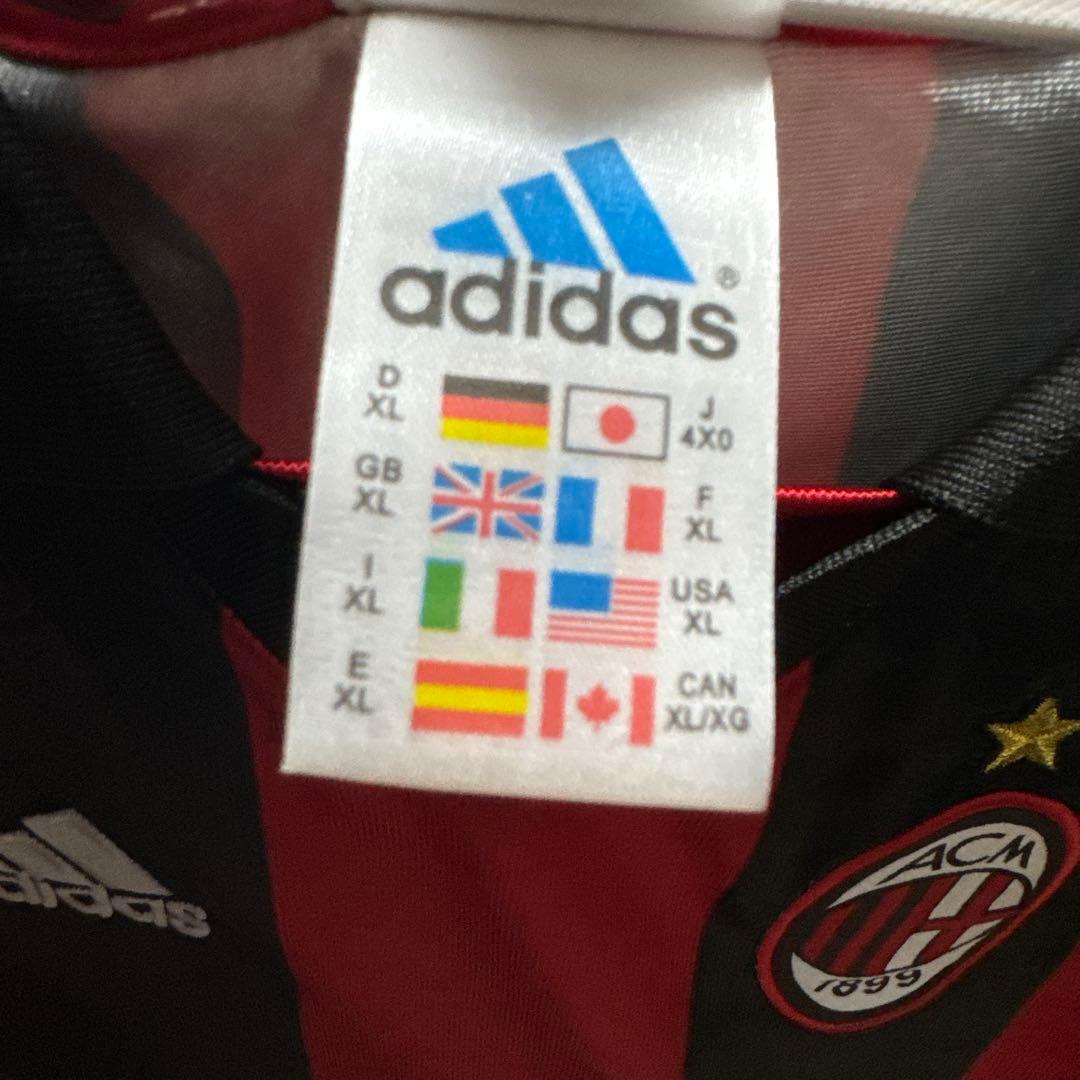 adidas®
D
XL
J
4X0
GB
XL
F
XL
I
XL
USA
XL
E
XL
CAN
XL/XG
adidas
ACM
1899